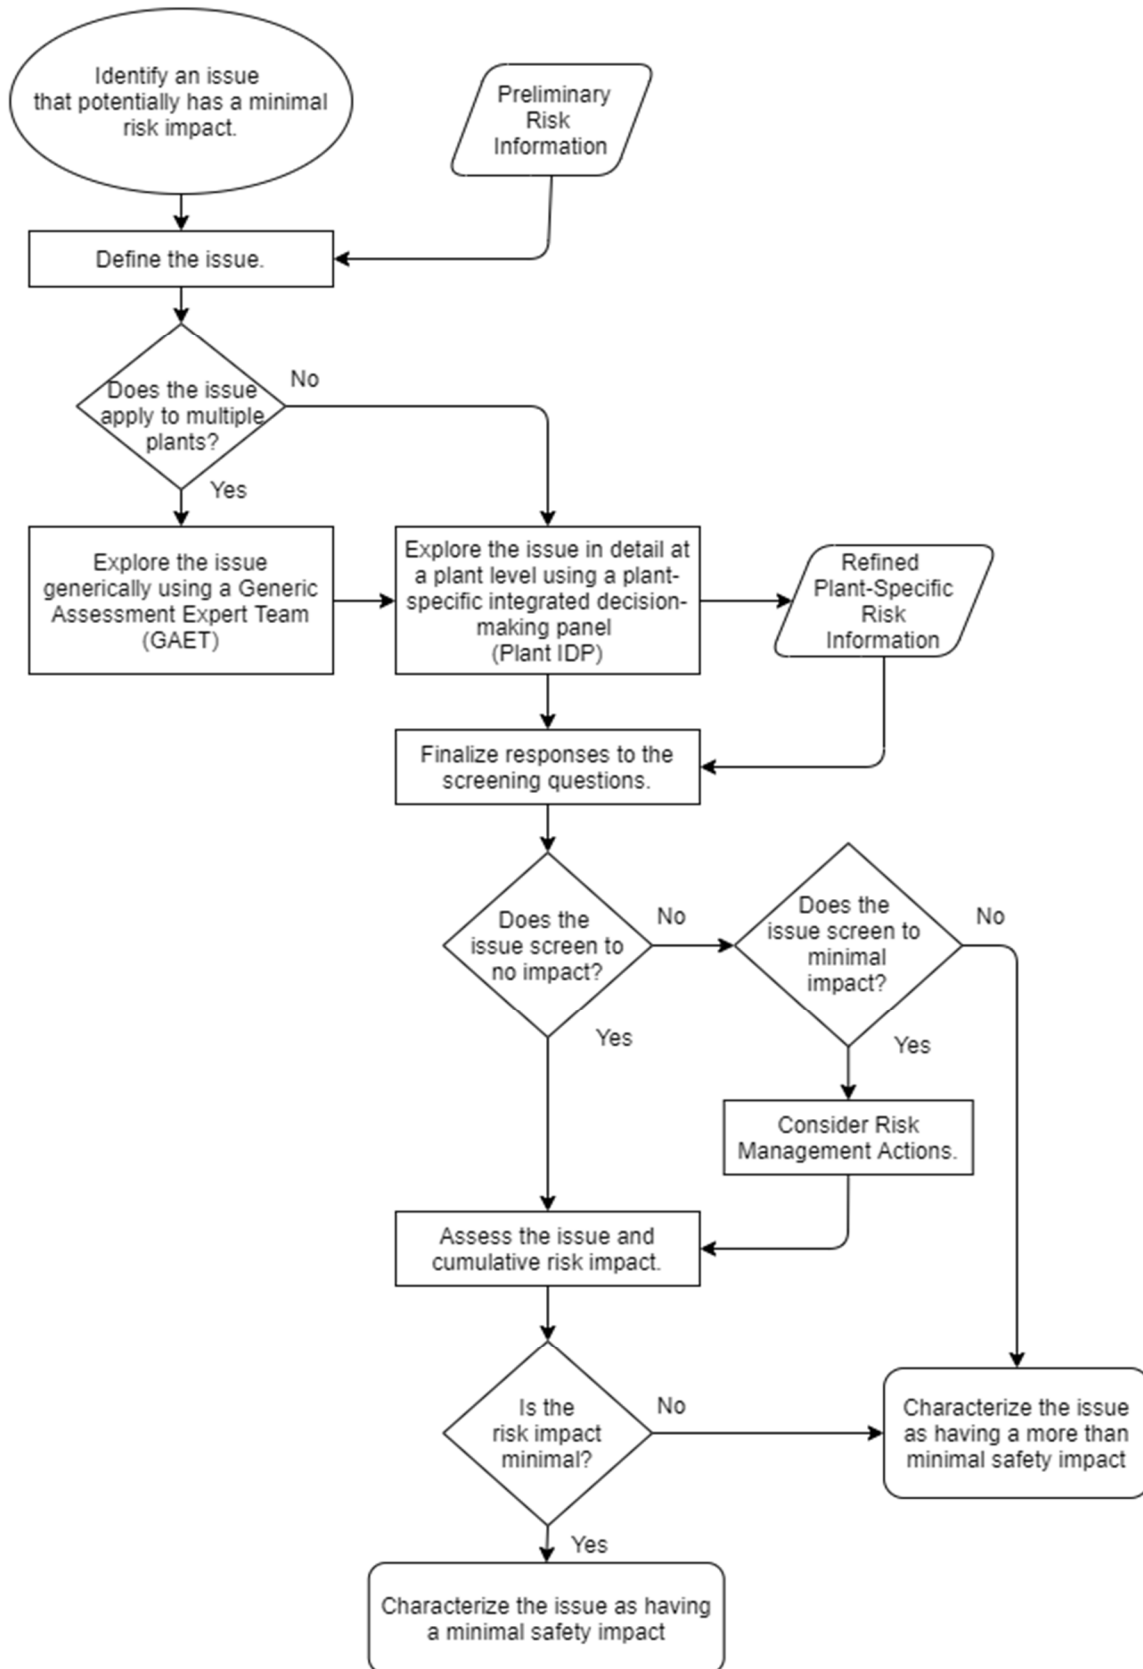 Identify an issue
that potentially has a minimal
risk impact.
Preliminary
Risk
Information
Define the issue.
Does the issue
apply to multiple
plants?
No
Yes
Explore the issue
generically using a Generic
Assessment Expert Team
(GAET)
Explore the issue in detail at
a plant level using a plant-
specific integrated decision-
making panel
(Plant IDP)
Refined
Plant-Specific
Risk
Information
Finalize responses to the
screening questions.
Does the
issue screen to
no impact?
No
Yes
Does the
issue screen to
minimal
impact?
No
Yes
Consider Risk
Management Actions.
Assess the issue and
cumulative risk impact.
Is the
risk impact
minimal?
No
Yes
Characterize the issue
as having a more than
minimal safety impact
Characterize the issue as having
a minimal safety impact